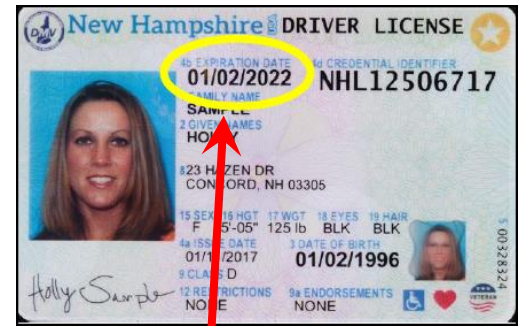 DMV New Hampshire DRIVER LICENSE
4b EXPIRATION DATE 4d CREDENTIAL IDENTIFIER
01/02/2022 NHL12506717
FAMILY NAME
SAMPLE
2 GIVEN NAMES
8 23 HAZEN DR
CONCORD, NH 03305
15 SEX 16 HGT 17 WGT 18 EYES 19 HAIR
F 5'-05" 125 lb BLK BLK
4a ISSUE DATE 3 DATE OF BIRTH
2017 01/02/1996
9 CLASS D
12 RESTRICTIONS 9a ENDORSEMENTS
NONE NONE
Holly Sample
VETERAN
5 00328324